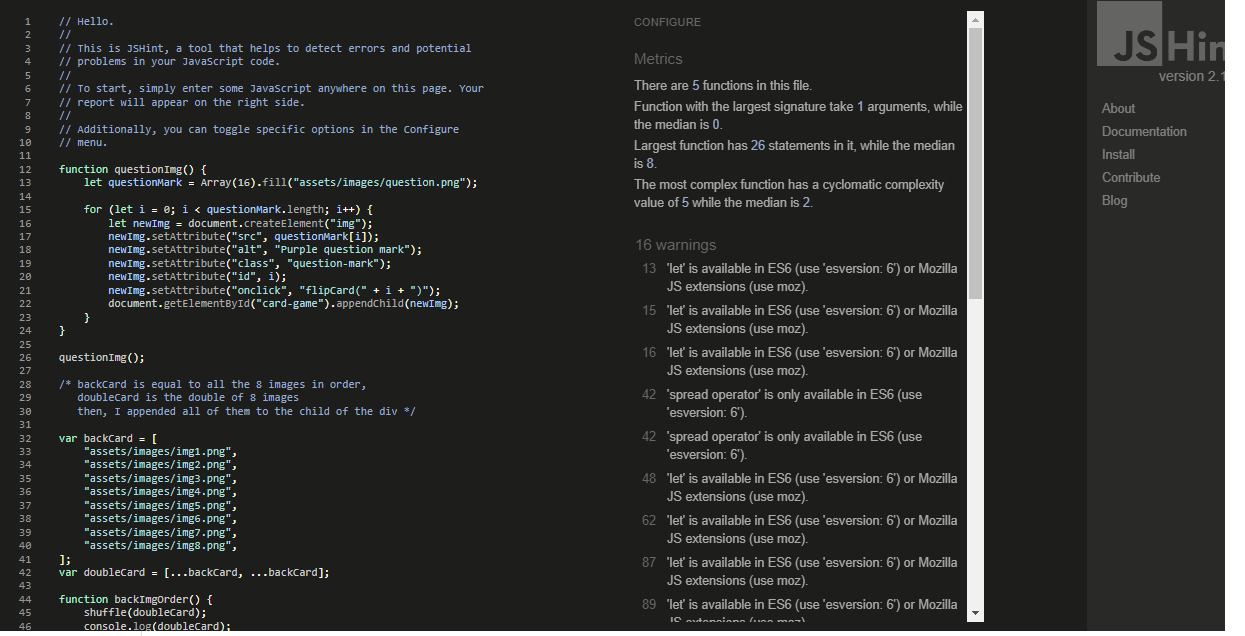 1 // Hello.
2 //
3 // This is JSHint, a tool that helps to detect errors and potential
4 // problems in your JavaScript code.
5 //
6 // To start, simply enter some JavaScript anywhere on this page. Your
7 // report will appear on the right side.
8 //
9 // Additionally, you can toggle specific options in the Configure
10 // menu.
11
12 function questionImg() {
13     let questionMark = Array(16).fill("assets/images/question.png");
14
15     for (let i = 0; i < questionMark.length; i++) {
16         let newImg = document.createElement("img");
17         newImg.setAttribute("src", questionMark[i]);
18         newImg.setAttribute("alt", "Purple question mark");
19         newImg.setAttribute("class", "question-mark");
20         newImg.setAttribute("id", i);
21         newImg.setAttribute("onclick", "flipCard(" + i + ")");
22         document.getElementById("card-game").appendChild(newImg);
23     }
24 }
25
26 questionImg();
27
28 /* backCard is equal to all the 8 images in order,
29    doubleCard is the double of 8 images
30    then, I appended all of them to the child of the div */
31
32 var backCard = [
33     "assets/images/img1.png",
34     "assets/images/img2.png",
35     "assets/images/img3.png",
36     "assets/images/img4.png",
37     "assets/images/img5.png",
38     "assets/images/img6.png",
39     "assets/images/img7.png",
40     "assets/images/img8.png",
41 ];
42 var doubleCard = [...backCard, ...backCard];
43
44 function backImgOrder() {
45     shuffle(doubleCard);
46     console.log(doubleCard);
CONFIGURE
Metrics
There are 5 functions in this file.
Function with the largest signature take 1 arguments, while
the median is 0.
Largest function has 26 statements in it, while the median
is 8.
The most complex function has a cyclomatic complexity
value of 5 while the median is 2.
16 warnings
13 'let' is available in ES6 (use 'esversion: 6') or Mozilla
JS extensions (use moz).
15 'let' is available in ES6 (use 'esversion: 6') or Mozilla
JS extensions (use moz).
16 'let' is available in ES6 (use 'esversion: 6') or Mozilla
JS extensions (use moz).
42 'spread operator' is only available in ES6 (use
'esversion: 6').
42 'spread operator' is only available in ES6 (use
'esversion: 6').
48 'let' is available in ES6 (use 'esversion: 6') or Mozilla
JS extensions (use moz).
62 'let' is available in ES6 (use 'esversion: 6') or Mozilla
JS extensions (use moz).
87 'let' is available in ES6 (use 'esversion: 6') or Mozilla
JS extensions (use moz).
89 'let' is available in ES6 (use 'esversion: 6') or Mozilla
JS extensions (use moz)
JSHin
version 2.1
About
Documentation
Install
Contribute
Blog